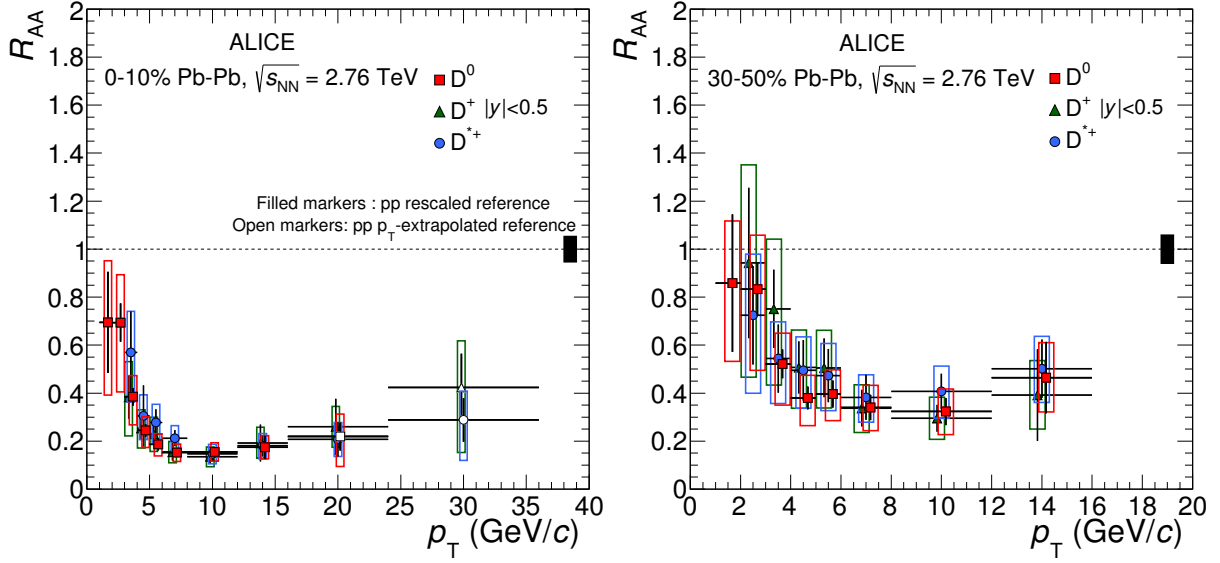 R_AA
2
1.8
1.6
1.4
1.2
1
0.8
0.6
0.4
0.2
0
ALICE
0-10% Pb-Pb, √s_NN = 2.76 TeV
D^0
D^+ |y|<0.5
D^*+
Filled markers : pp rescaled reference
Open markers: pp p_T-extrapolated reference
0 5 10 15 20 25 30 35 40
p_T (GeV/c)
R_AA
2
1.8
1.6
1.4
1.2
1
0.8
0.6
0.4
0.2
0
ALICE
30-50% Pb-Pb, √s_NN = 2.76 TeV
D^0
D^+ |y|<0.5
D^*+
0 2 4 6 8 10 12 14 16 18 20
p_T (GeV/c)